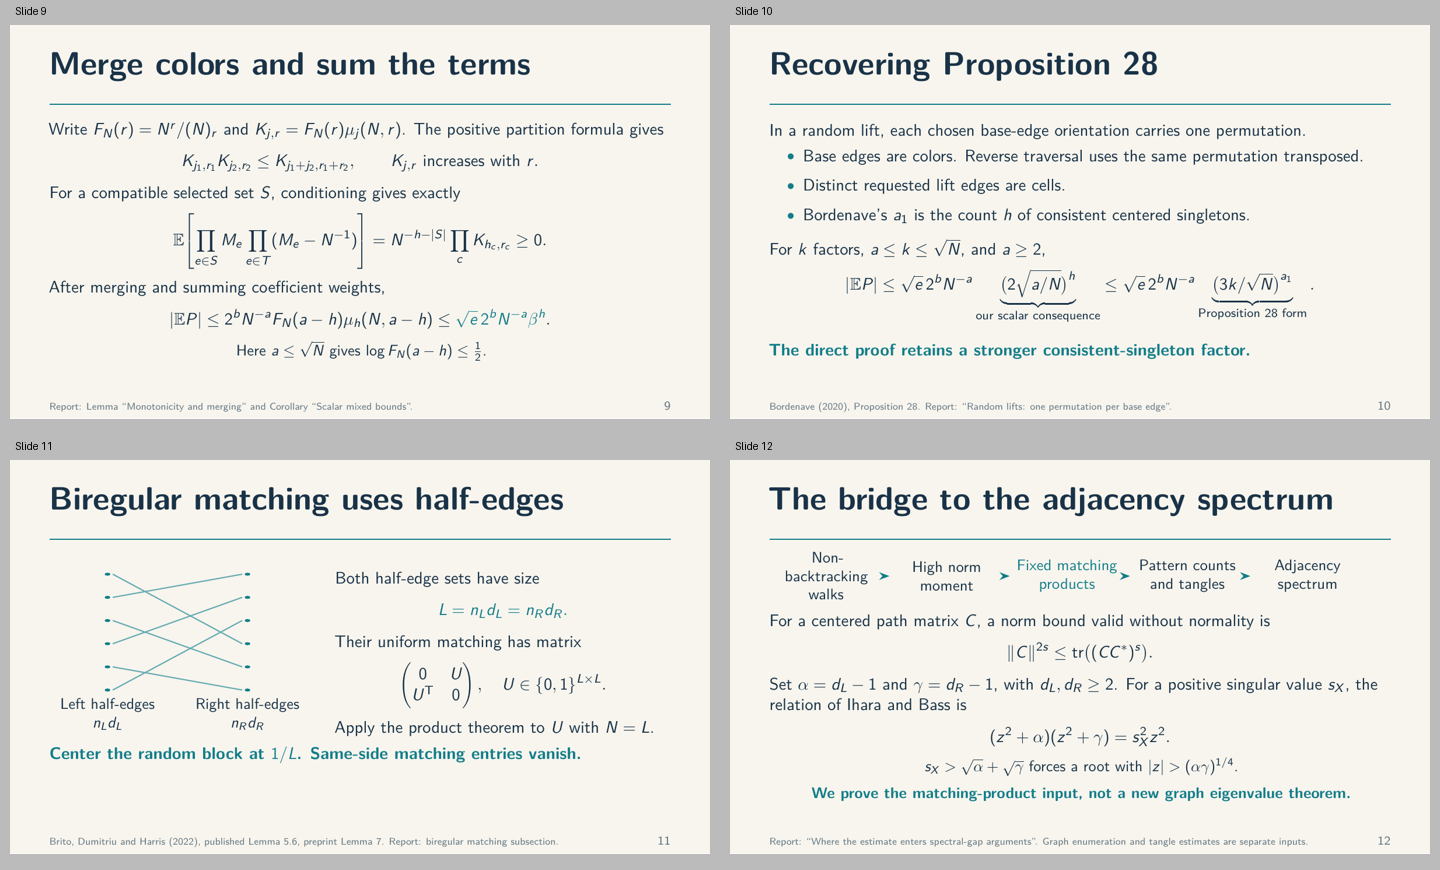 Slide 9
Merge colors and sum the terms
Write F_N(r) = N^r/(N)_r and K_{j,r} = F_N(r)μ_j(N, r). The positive partition formula gives
K_{j_1,r_1}K_{j_2,r_2} ≤ K_{j_1+j_2,r_1+r_2}, K_{j,r} increases with r.
For a compatible selected set S, conditioning gives exactly
𝔼[∏_{e∈S} M_e ∏_{e∈T} (M_e − N^{−1})] = N^{−h−|S|} ∏_c K_{h_c,r_c} ≥ 0.
After merging and summing coefficient weights,
|𝔼P| ≤ 2^b N^{−a} F_N(a − h)μ_h(N, a − h) ≤ √e 2^b N^{−a} β^h.
Here a ≤ √N gives log F_N(a − h) ≤ 1/2.
Report: Lemma “Monotonicity and merging” and Corollary “Scalar mixed bounds”.
9
Slide 10
Recovering Proposition 28
In a random lift, each chosen base-edge orientation carries one permutation.
• Base edges are colors. Reverse traversal uses the same permutation transposed.
• Distinct requested lift edges are cells.
• Bordenave’s a_1 is the count h of consistent centered singletons.
For k factors, a ≤ k ≤ √N, and a ≥ 2,
|𝔼P| ≤ √e 2^b N^{−a} (2√(a/N))^h ≤ √e 2^b N^{−a} (3k/√N)^{a_1} .
our scalar consequence
Proposition 28 form
The direct proof retains a stronger consistent-singleton factor.
Bordenave (2020), Proposition 28. Report: “Random lifts: one permutation per base edge”.
10
Slide 11
Biregular matching uses half-edges
Left half-edges
n_L d_L
Right half-edges
n_R d_R
Both half-edge sets have size
L = n_L d_L = n_R d_R.
Their uniform matching has matrix
(0 U
U^T 0), U ∈ {0, 1}^{L×L}.
Apply the product theorem to U with N = L.
Center the random block at 1/L. Same-side matching entries vanish.
Brito, Dumitriu and Harris (2022), published Lemma 5.6, preprint Lemma 7. Report: biregular matching subsection.
11
Slide 12
The bridge to the adjacency spectrum
Non-
backtracking
walks
High norm
moment
Fixed matching
products
Pattern counts
and tangles
Adjacency
spectrum
For a centered path matrix C, a norm bound valid without normality is
‖C‖^{2s} ≤ tr((CC*)^s).
Set α = d_L − 1 and γ = d_R − 1, with d_L, d_R ≥ 2. For a positive singular value s_X, the
relation of Ihara and Bass is
(z² + α)(z² + γ) = s_X² z².
s_X > √α + √γ forces a root with |z| > (αγ)^{1/4}.
We prove the matching-product input, not a new graph eigenvalue theorem.
Report: “Where the estimate enters spectral-gap arguments”. Graph enumeration and tangle estimates are separate inputs.
12